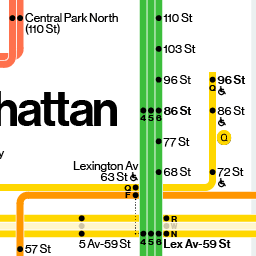 Central Park North
(110 St)
110 St
103 St
96 St
96 St
Q
86 St
86 St
4 5 6
hattan
77 St
Q
y
Lexington Av
63 St
68 St
72 St
Q
F
R
W
N
5 Av-59 St
4 5 6
Lex Av-59 St
57 St